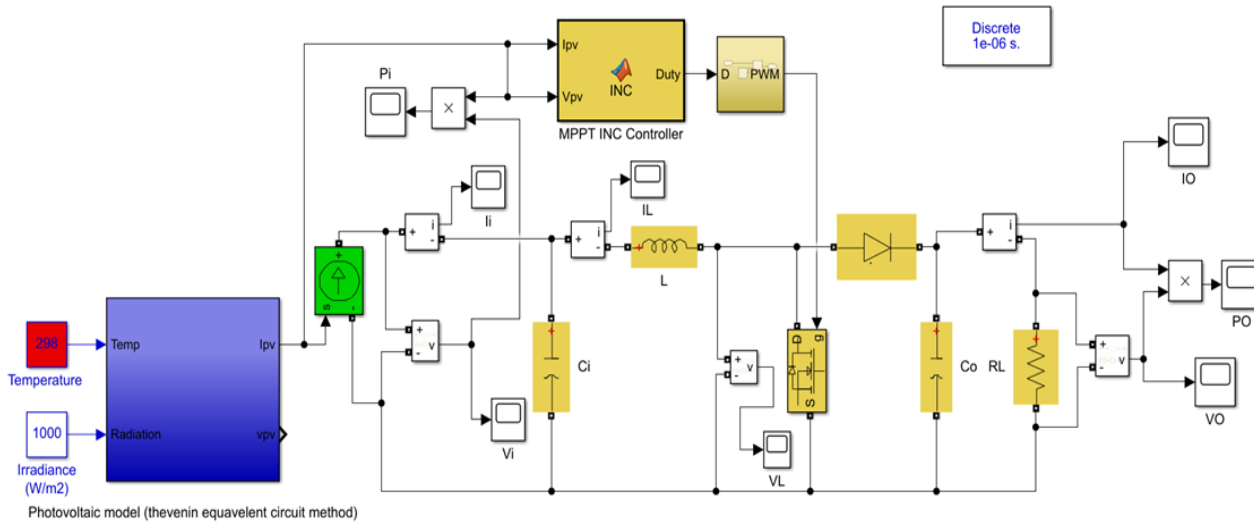 Discrete
1e-06 s.
Ipv
Vpv
INC
Duty
MPPT INC Controller
D
PWM
Pi
×
Ii
IL
L
IO
+
i
-
+
i
-
+
i
-
+
s
-
298
Temperature
1000
Irradiance
(W/m2)
Temp
Radiation
Ipv
vpv
+
-
v
Vi
+
Ci
+
-
v
VL
D
g
S
+
Co
RL
+
+
-
v
×
PO
VO
Photovoltaic model (thevenin equavelent circuit method)